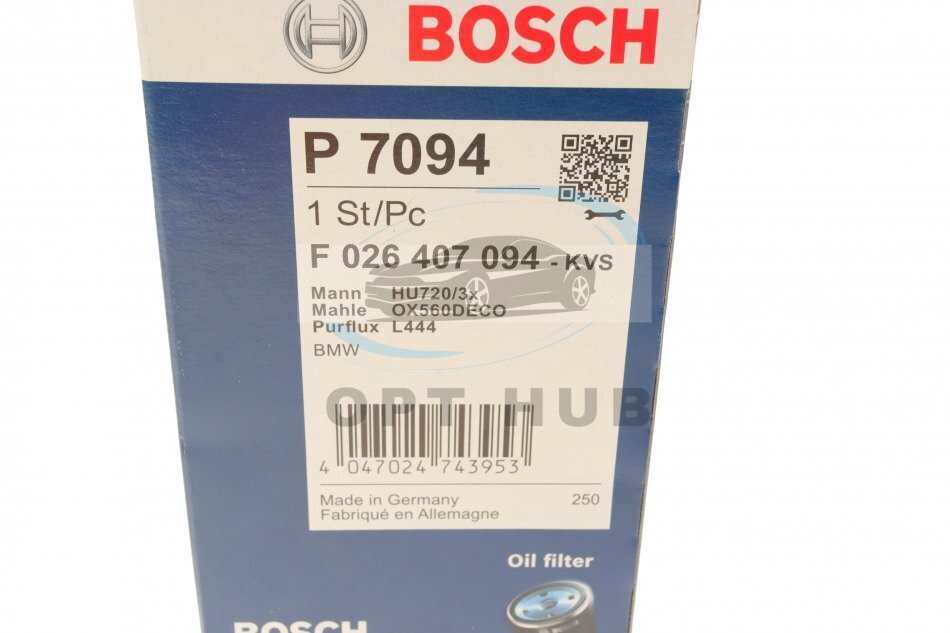 BOSCH
P 7094
1 St/Pc
F 026 407 094 - KVS
Mann HU720/3x
Mahle OX560DECO
Purflux L444
BMW
OPT HUB
4 047024 743953
Made in Germany 250
Fabriqué en Allemagne
Oil filter
BOSCH
BOSCH